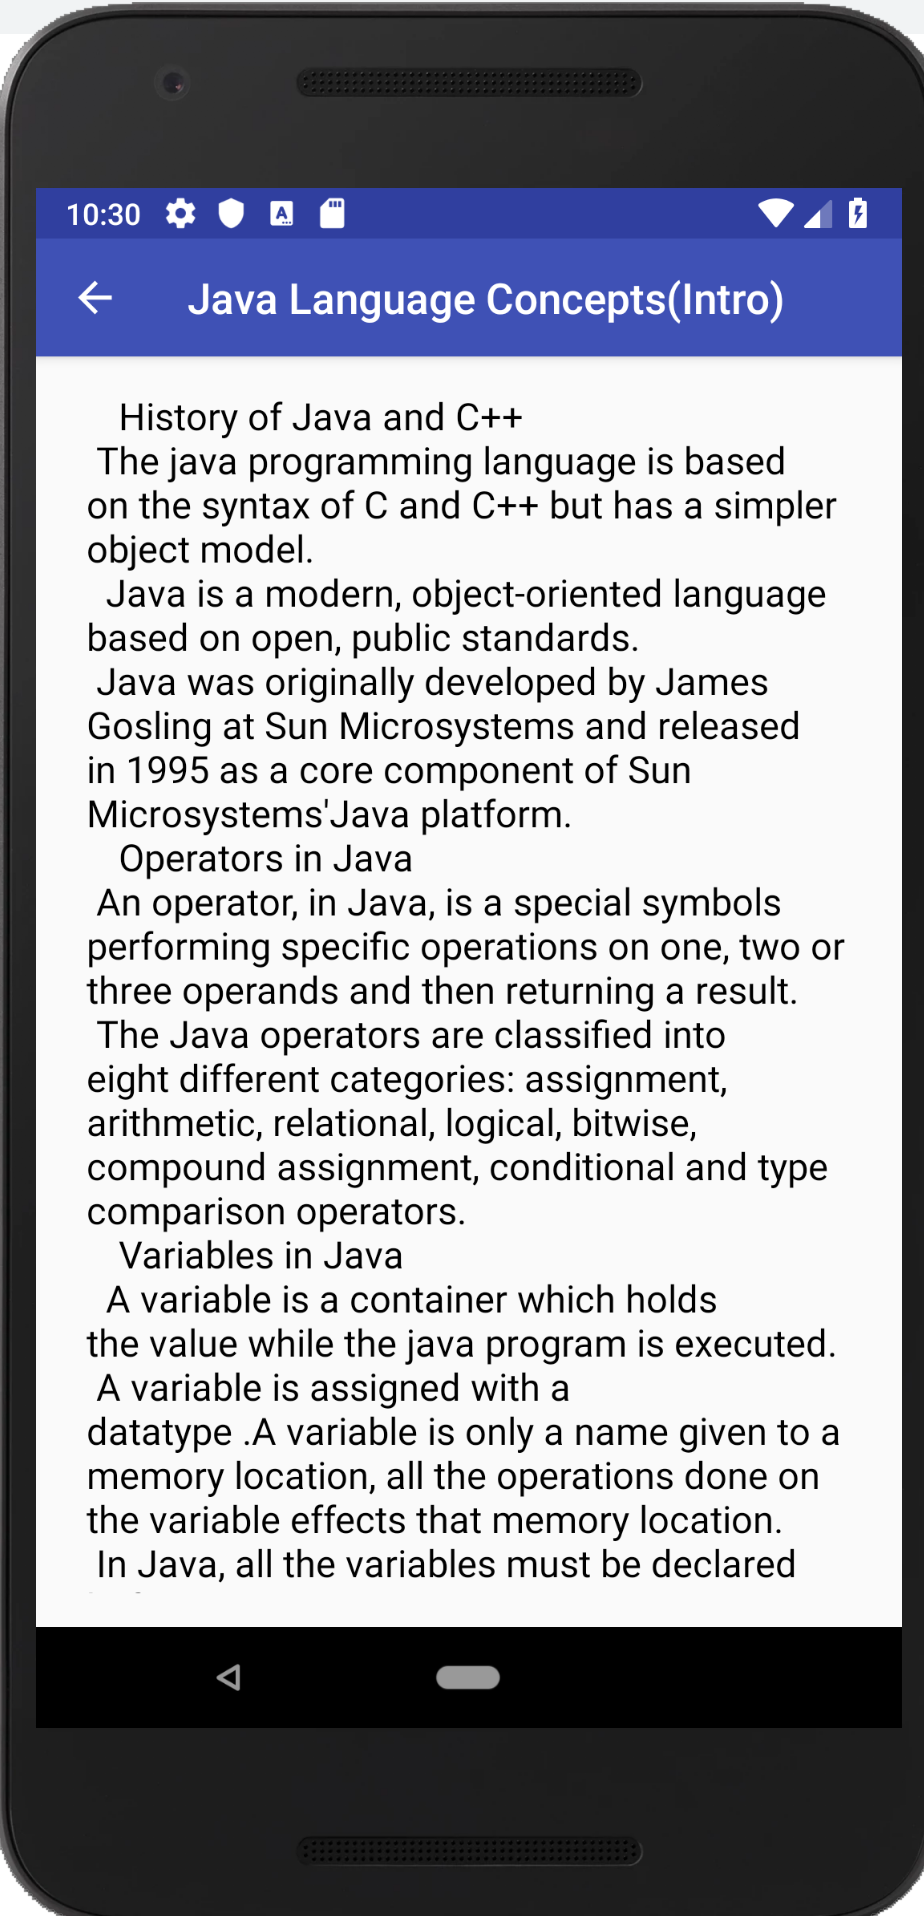 10:30
Java Language Concepts(Intro)
History of Java and C++
The java programming language is based
on the syntax of C and C++ but has a simpler
object model.
Java is a modern, object-oriented language
based on open, public standards.
Java was originally developed by James
Gosling at Sun Microsystems and released
in 1995 as a core component of Sun
Microsystems'Java platform.
Operators in Java
An operator, in Java, is a special symbols
performing specific operations on one, two or
three operands and then returning a result.
The Java operators are classified into
eight different categories: assignment,
arithmetic, relational, logical, bitwise,
compound assignment, conditional and type
comparison operators.
Variables in Java
A variable is a container which holds
the value while the java program is executed.
A variable is assigned with a
datatype .A variable is only a name given to a
memory location, all the operations done on
the variable effects that memory location.
In Java, all the variables must be declared